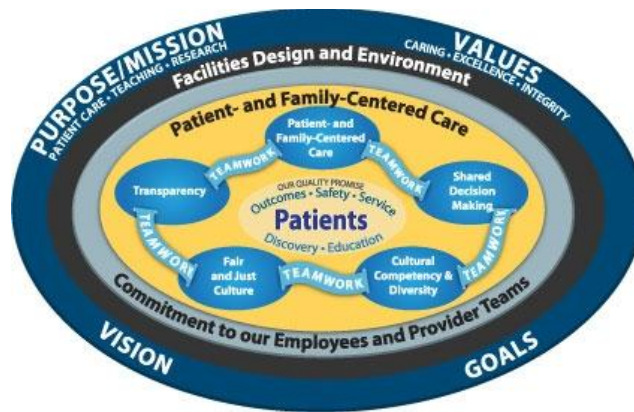 PURPOSE/MISSION
PATIENT CARE • TEACHING • RESEARCH
VALUES
CARING • EXCELLENCE • INTEGRITY
Facilities Design and Environment
Patient- and Family-Centered Care
Patient- and
Family-Centered
Care
TEAMWORK
TEAMWORK
Transparency
Shared
Decision
Making
OUR QUALITY PROMISE
Outcomes • Safety • Service
Patients
Discovery • Education
TEAMWORK
TEAMWORK
Fair
and Just
Culture
TEAMWORK
Cultural
Competency &
Diversity
Commitment to our Employees and Provider Teams
VISION
GOALS